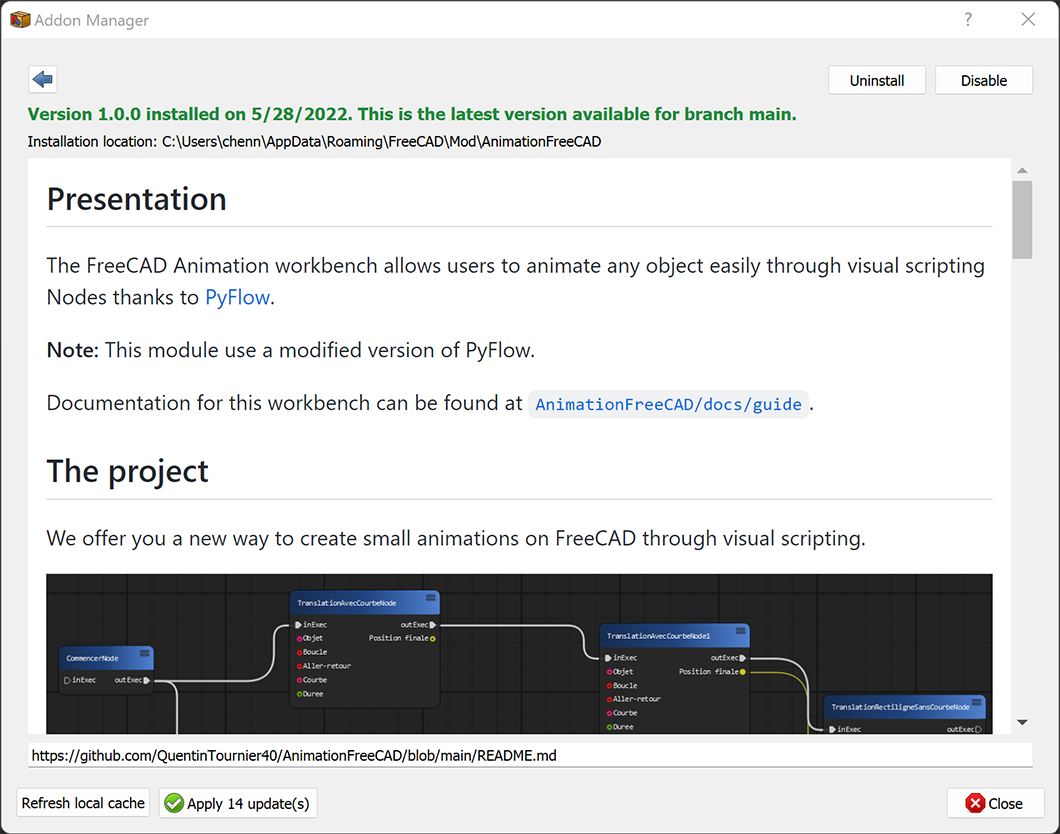 Addon Manager
?
Uninstall
Disable
Version 1.0.0 installed on 5/28/2022. This is the latest version available for branch main.
Installation location: C:\Users\chenn\AppData\Roaming\FreeCAD\Mod\AnimationFreeCAD
Presentation
The FreeCAD Animation workbench allows users to animate any object easily through visual scripting
Nodes thanks to PyFlow.
Note: This module use a modified version of PyFlow.
Documentation for this workbench can be found at AnimationFreeCAD/docs/guide .
The project
We offer you a new way to create small animations on FreeCAD through visual scripting.
CommencerNode
inExec outExec
TranslationAvecCourbeNode
inExec outExec
Objet Position finale
Boucle
Aller-retour
Courbe
Duree
TranslationAvecCourbeNode1
inExec outExec
Objet Position finale
Boucle
Aller-retour
Courbe
Duree
TranslationRectiligneSansCourbeNode
inExec outExec
https://github.com/QuentinTournier40/AnimationFreeCAD/blob/main/README.md
Refresh local cache
Apply 14 update(s)
Close